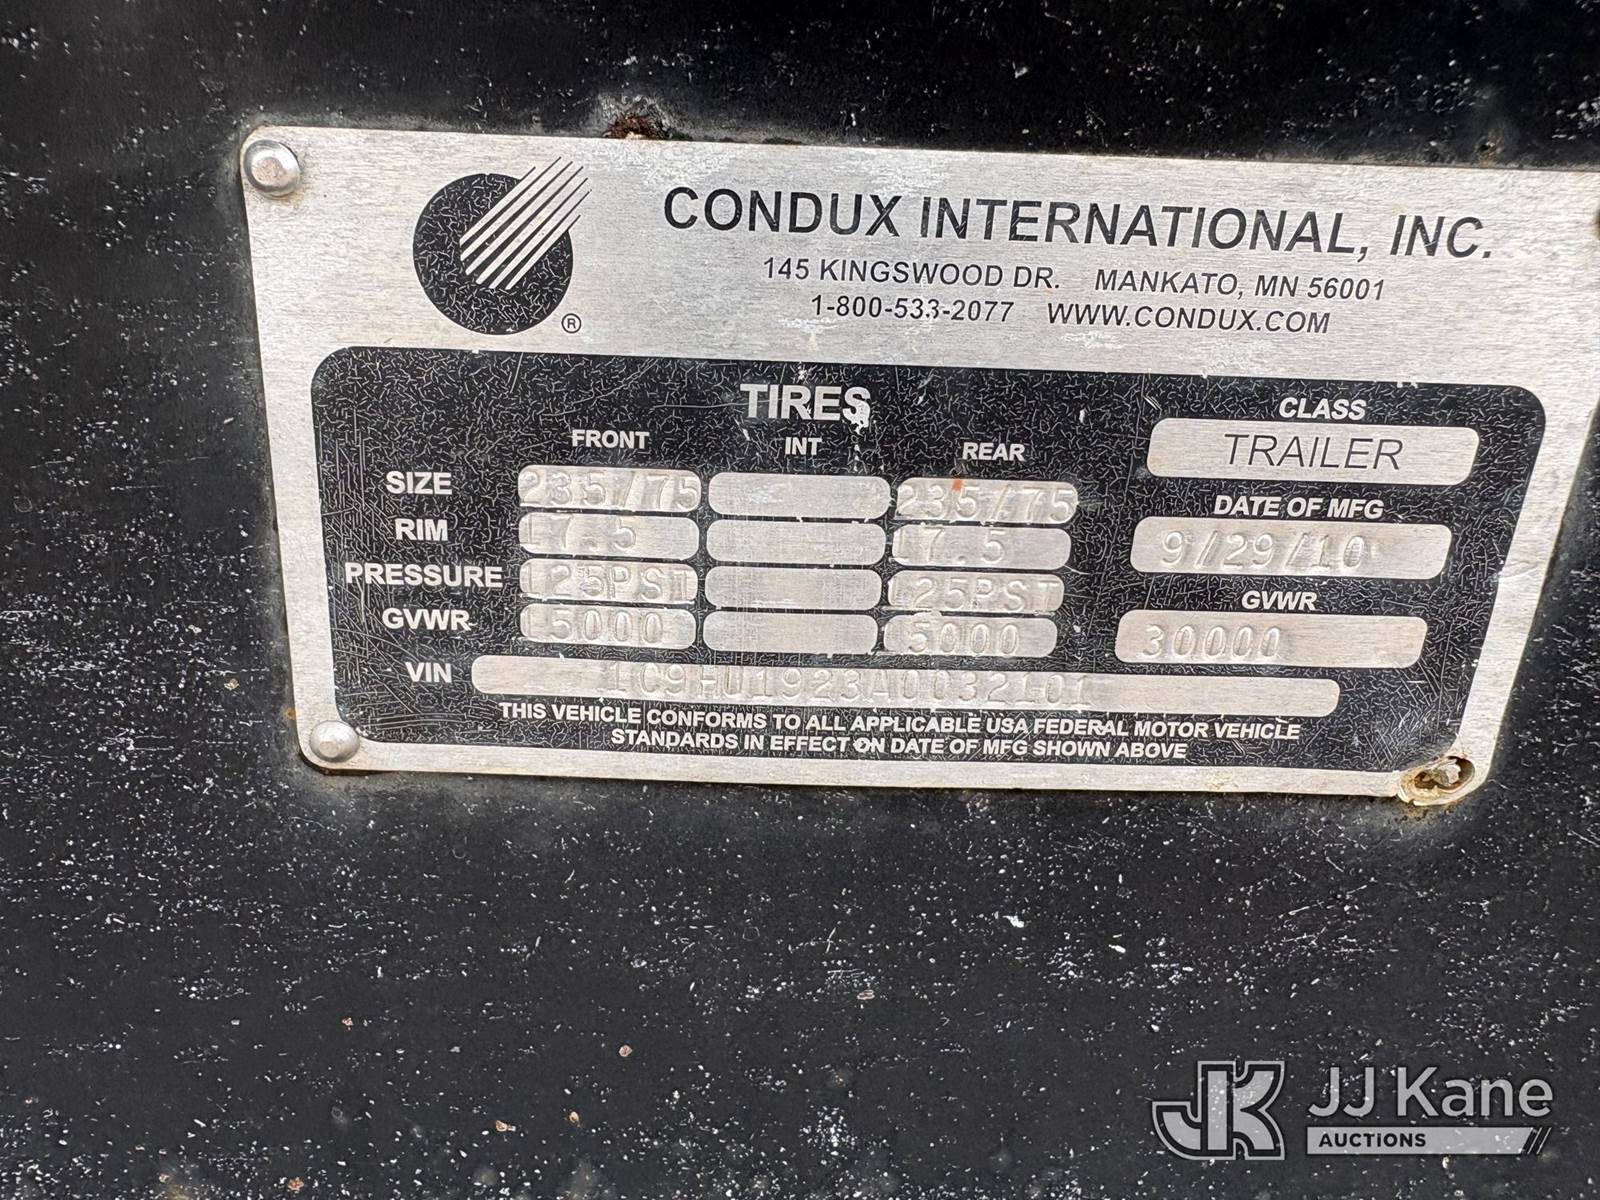 CONDUX INTERNATIONAL, INC.
145 KINGSWOOD DR. MANKATO, MN 56001
1-800-533-2077 WWW.CONDUX.COM
®
TIRES
FRONT INT REAR
SIZE 235/75 235/75
RIM 17.5 17.5
PRESSURE 125PSI 125PSI
GVWR 15000 15000
CLASS
TRAILER
DATE OF MFG
9/29/10
GVWR
30000
VIN 1C9HU1923A0032101
THIS VEHICLE CONFORMS TO ALL APPLICABLE USA FEDERAL MOTOR VEHICLE
STANDARDS IN EFFECT ON DATE OF MFG SHOWN ABOVE
JK JJ Kane
AUCTIONS